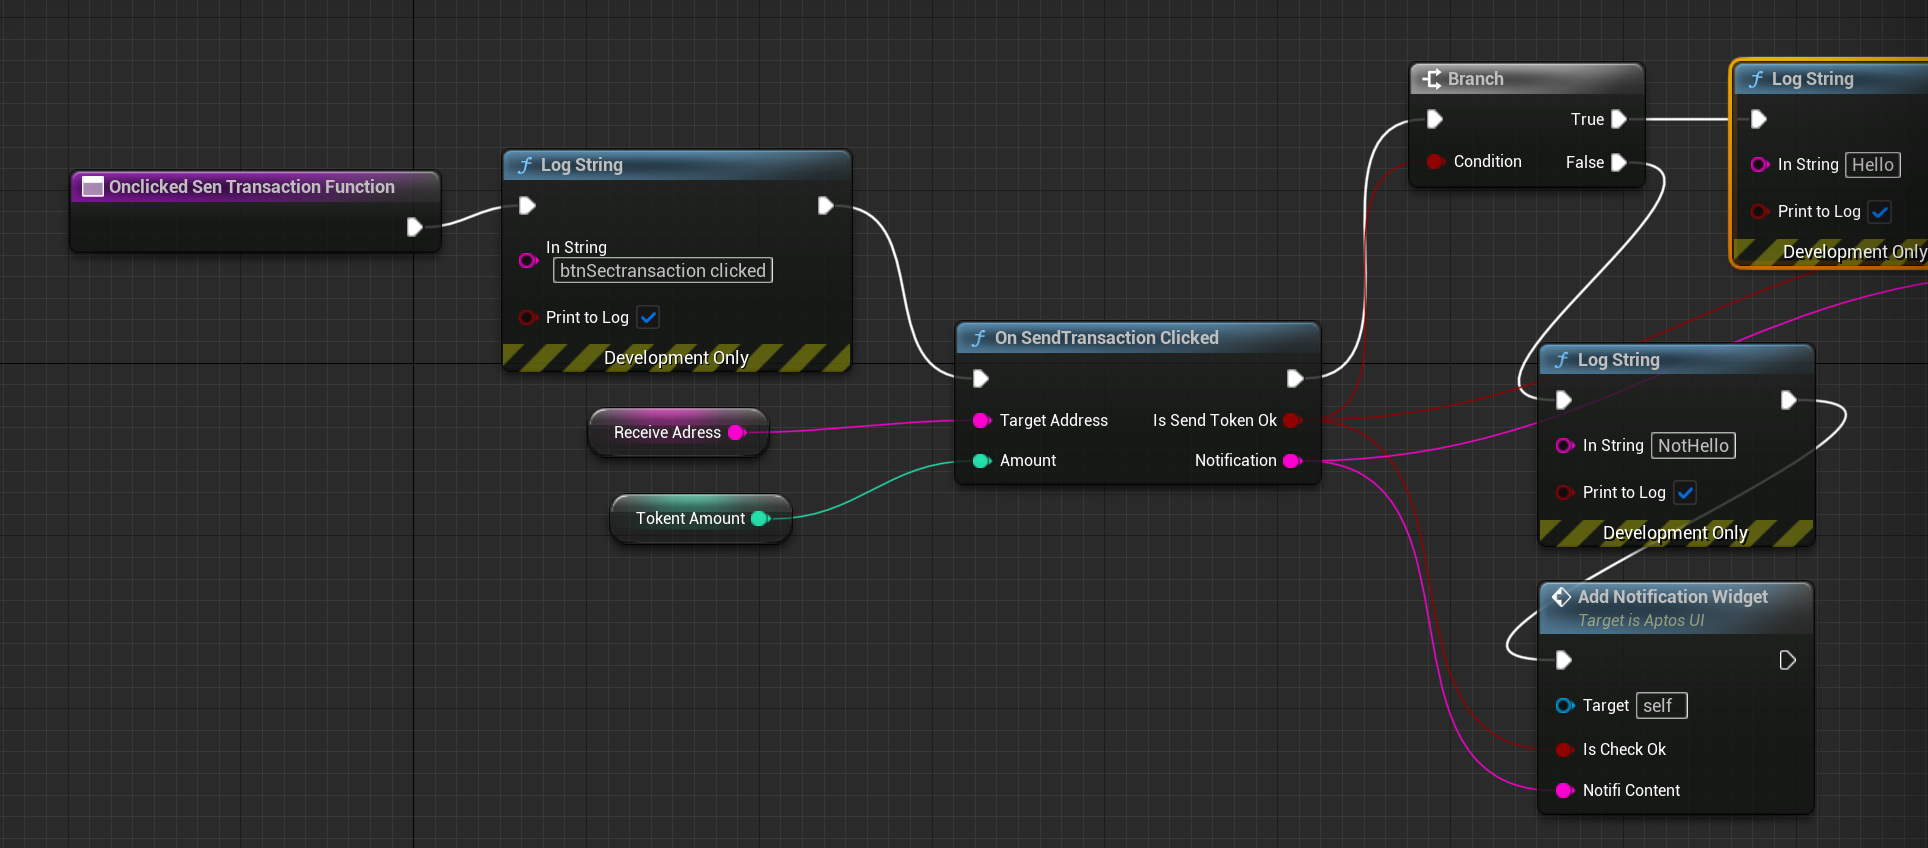 Onclicked Sen Transaction Function
Log String
In String
btnSectransaction clicked
Print to Log
Development Only
Receive Adress
Tokent Amount
On SendTransaction Clicked
Target Address
Is Send Token Ok
Amount
Notification
Branch
True
Condition
False
Log String
In String Hello
Print to Log
Development Only
Log String
In String NotHello
Print to Log
Development Only
Add Notification Widget
Target is Aptos UI
Target self
Is Check Ok
Notifi Content